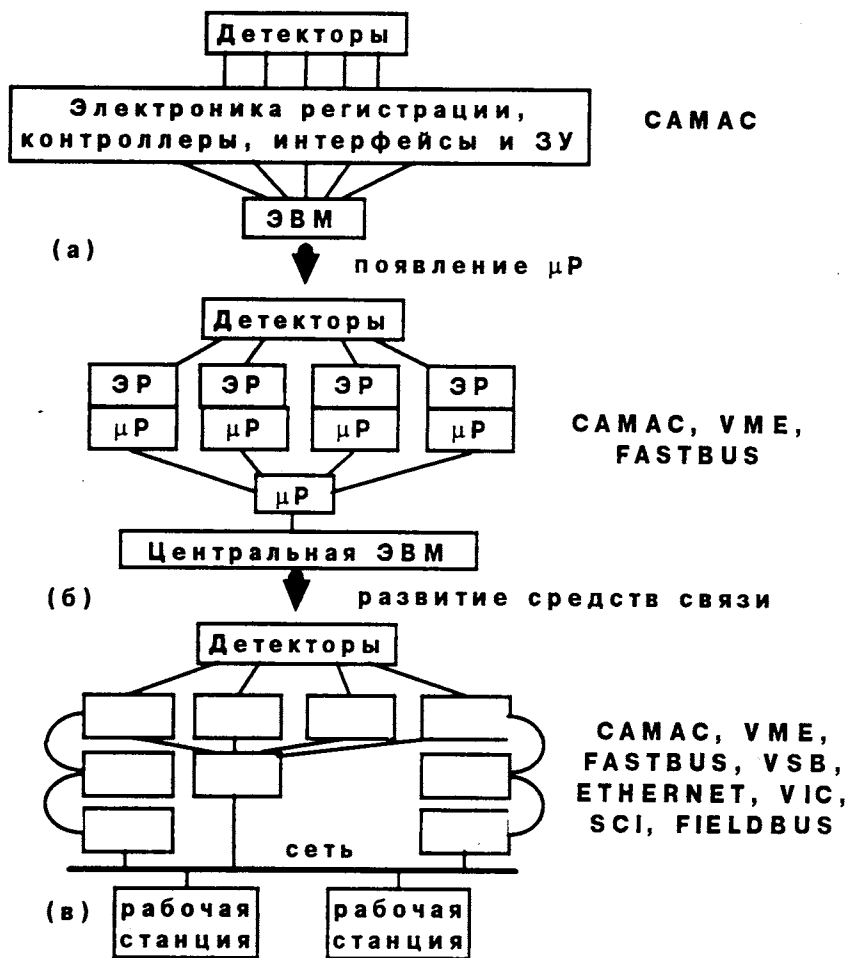 Детекторы
Электроника регистрации,
контроллеры, интерфейсы и ЗУ
CAMAC
ЭВМ
(а)
появление μP
Детекторы
ЭР ЭР ЭР ЭР
μP μP μP μP
CAMAC, VME,
FASTBUS
μP
Центральная ЭВМ
(б)
развитие средств связи
Детекторы
CAMAC, VME,
FASTBUS, VSB,
ETHERNET, VIC,
SCI, FIELDBUS
сеть
(в)
рабочая
станция
рабочая
станция